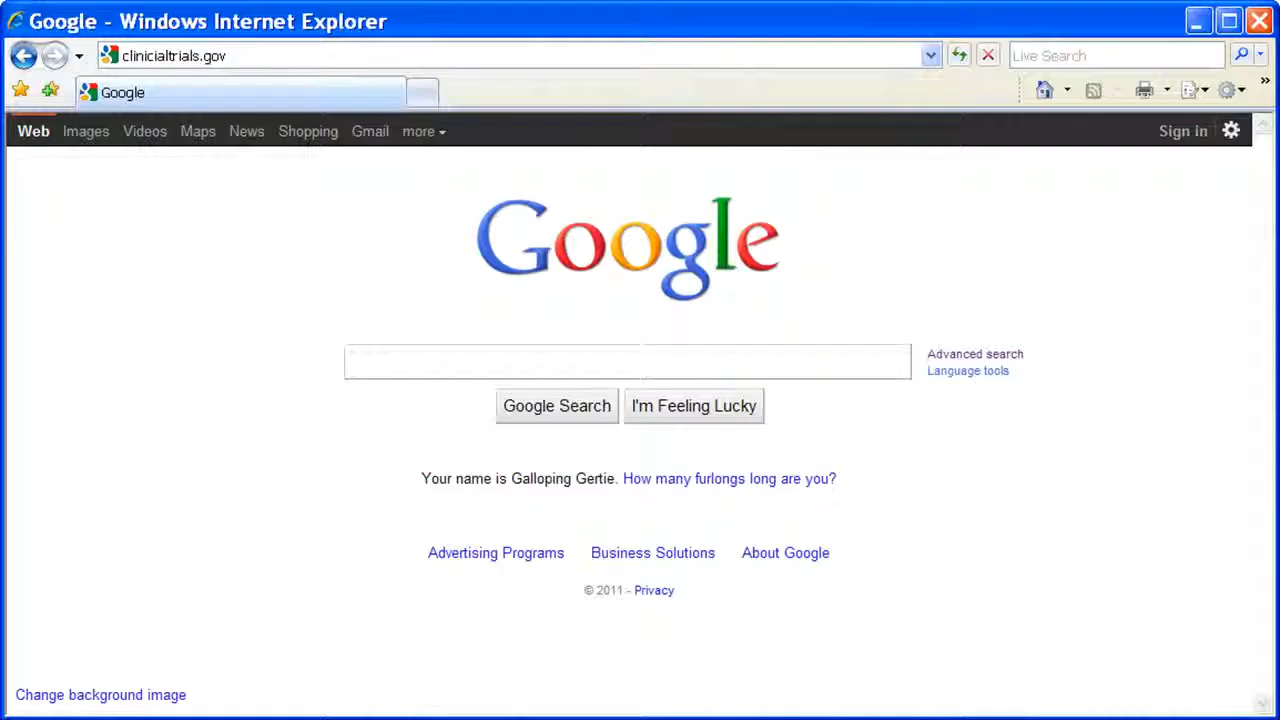 Google - Windows Internet Explorer
clinicialtrials.gov
Live Search
Google
Web Images Videos Maps News Shopping Gmail more Sign in
Google
Advanced search
Language tools
Google Search I'm Feeling Lucky
Your name is Galloping Gertie. How many furlongs long are you?
Advertising Programs Business Solutions About Google
© 2011 - Privacy
Change background image